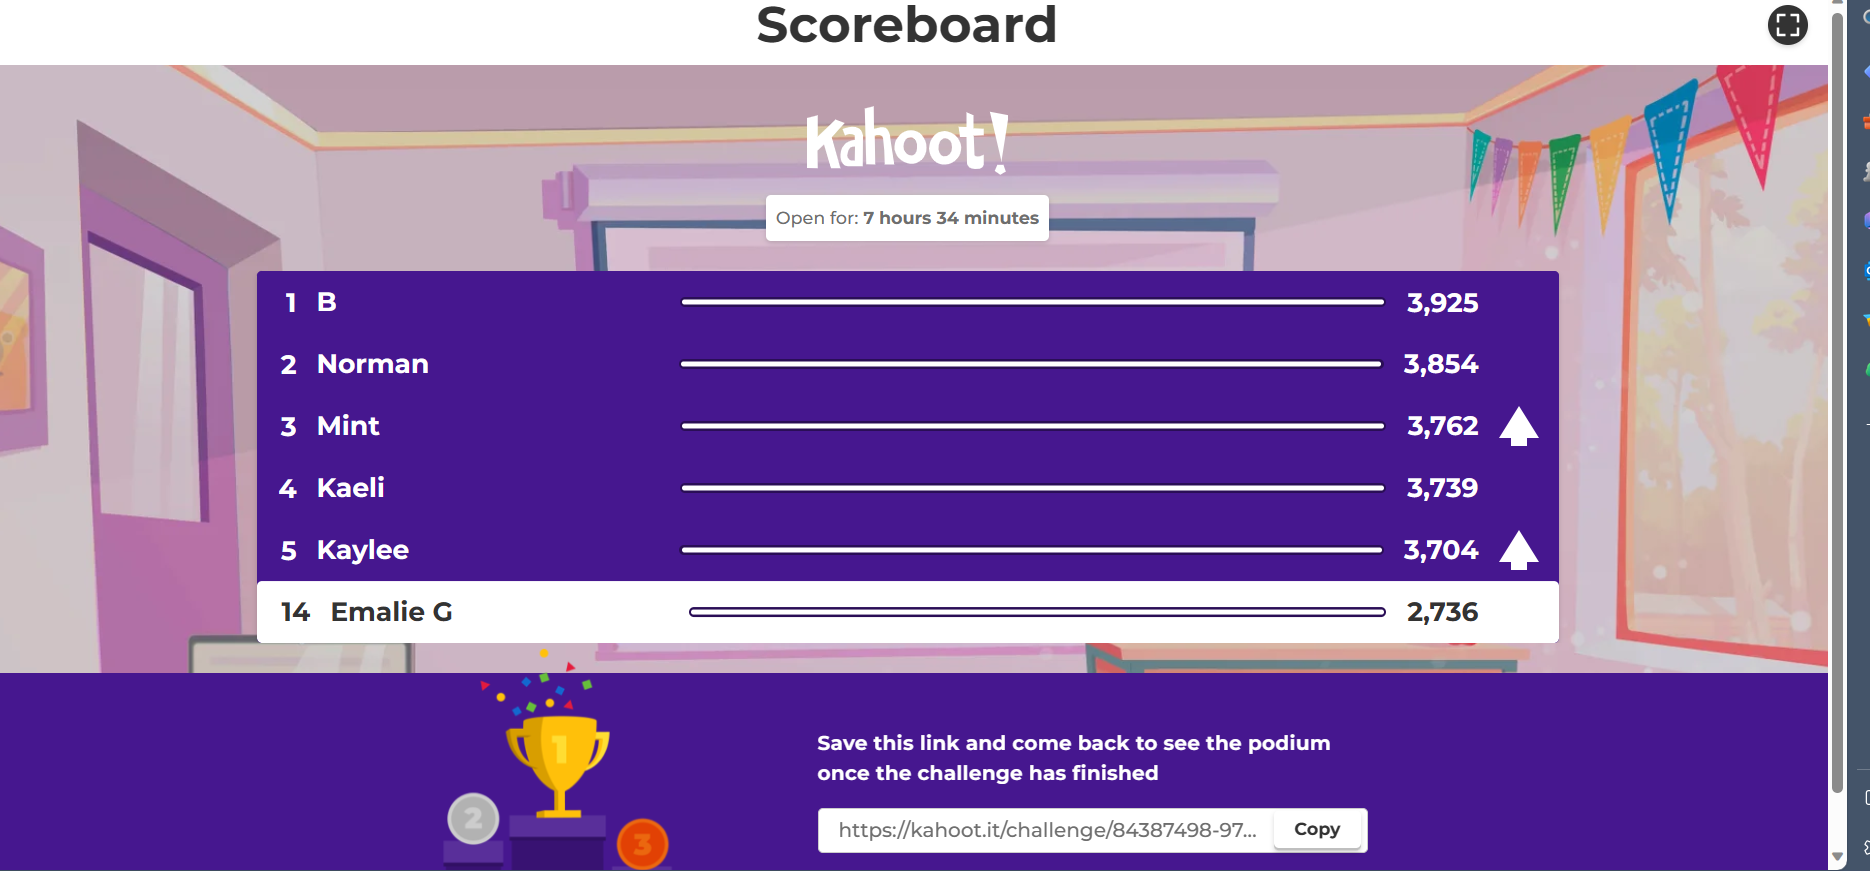 Scoreboard
Kahoot!
Open for: 7 hours 34 minutes
1 B 3,925
2 Norman 3,854
3 Mint 3,762
4 Kaeli 3,739
5 Kaylee 3,704
14 Emalie G 2,736
1
2
3
Save this link and come back to see the podium
once the challenge has finished
https://kahoot.it/challenge/84387498-97... Copy